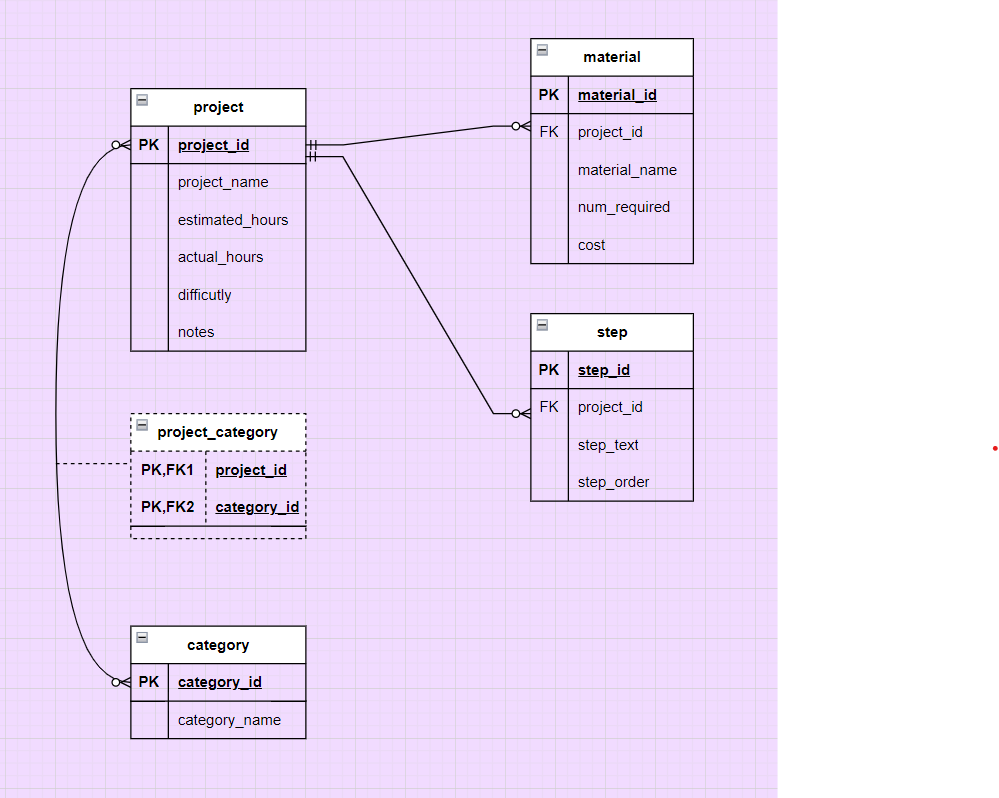 project
PK project_id
project_name
estimated_hours
actual_hours
difficutly
notes
material
PK material_id
FK project_id
material_name
num_required
cost
step
PK step_id
FK project_id
step_text
step_order
project_category
PK,FK1 project_id
PK,FK2 category_id
category
PK category_id
category_name